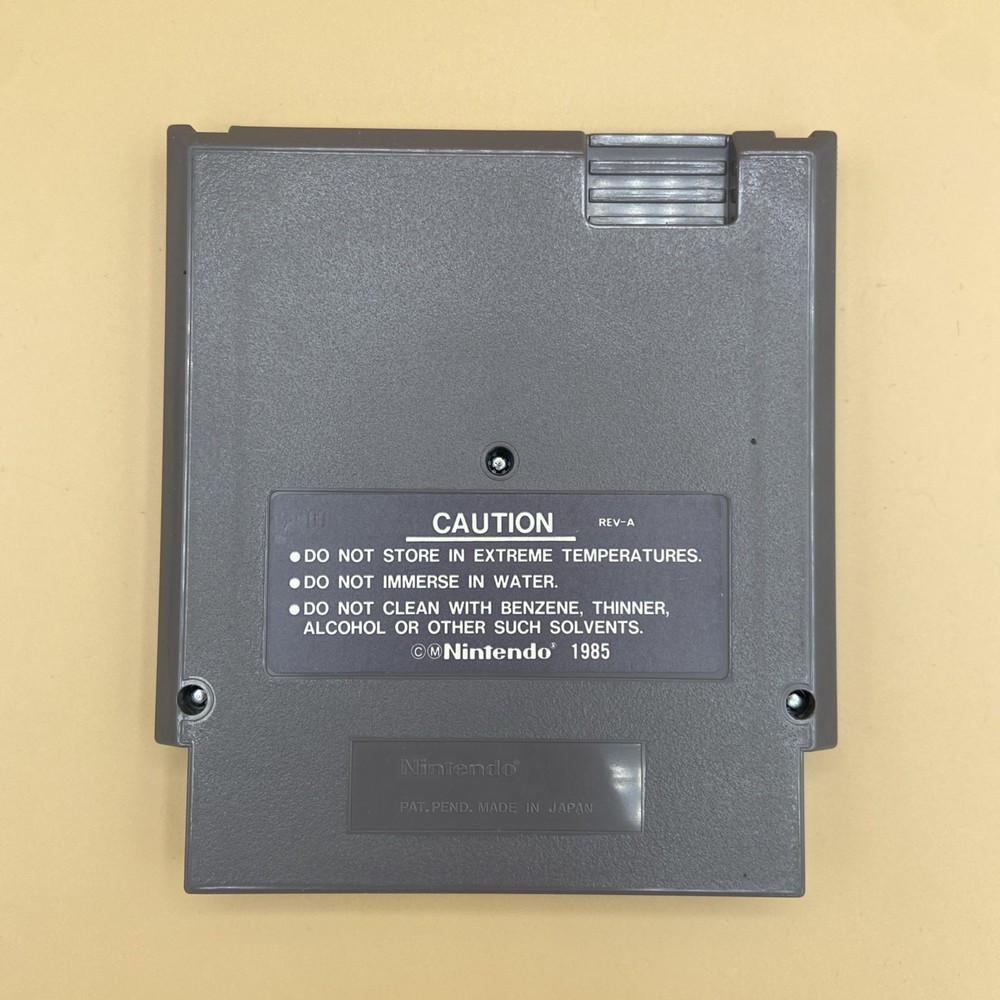 CAUTION REV-A
●DO NOT STORE IN EXTREME TEMPERATURES.
●DO NOT IMMERSE IN WATER.
●DO NOT CLEAN WITH BENZENE, THINNER,
ALCOHOL OR OTHER SUCH SOLVENTS.
ⒸⓂNintendo® 1985
Nintendo®
PAT. PEND. MADE IN JAPAN